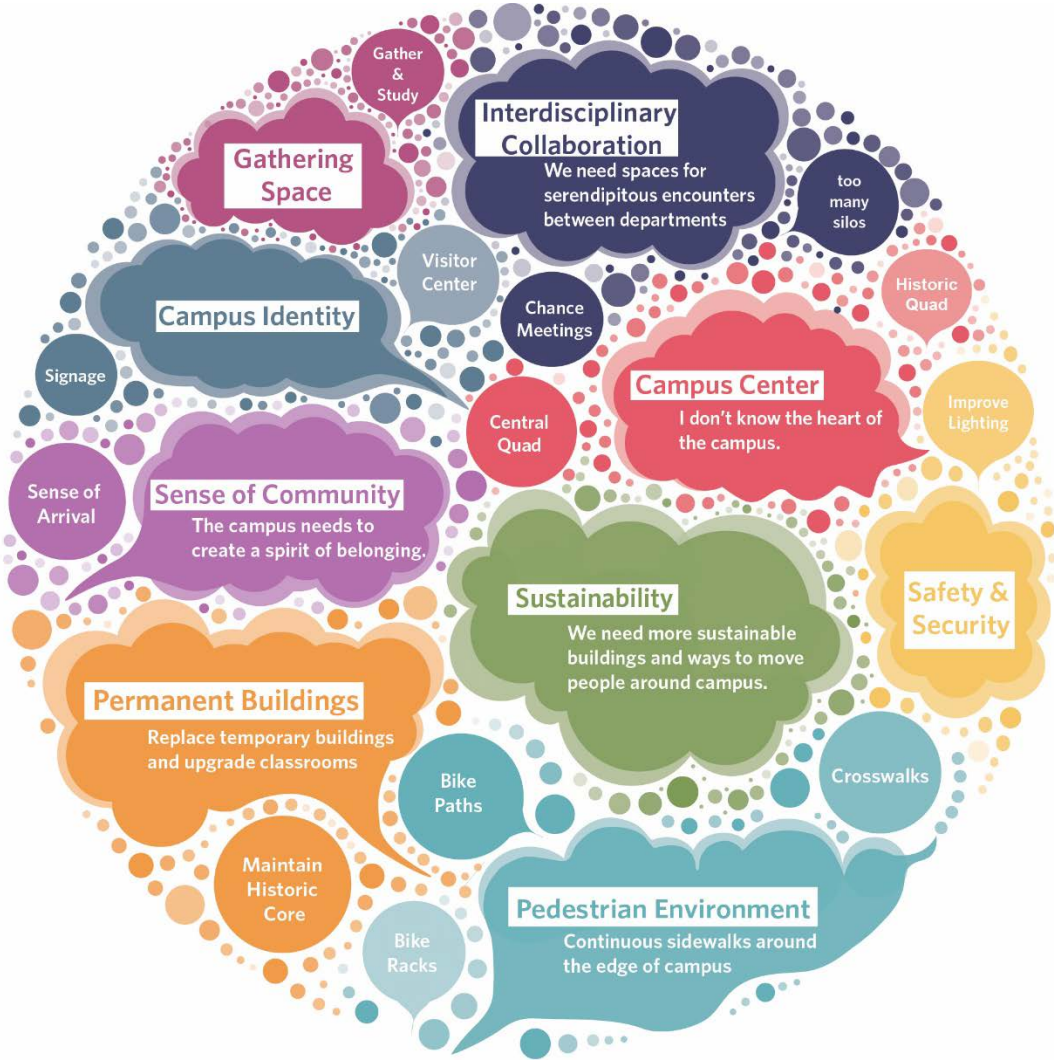 Gather
&
Study
Interdisciplinary
Collaboration
We need spaces for
serendipitous encounters
between departments
Gathering
Space
too
many
silos
Visitor
Center
Historic
Quad
Campus Identity
Chance
Meetings
Signage
Campus Center
I don't know the heart of
the campus.
Improve
Lighting
Central
Quad
Sense of
Arrival
Sense of Community
The campus needs to
create a spirit of belonging.
Sustainability
We need more sustainable
buildings and ways to move
people around campus.
Safety &
Security
Permanent Buildings
Replace temporary buildings
and upgrade classrooms
Bike
Paths
Crosswalks
Maintain
Historic
Core
Pedestrian Environment
Continuous sidewalks around
the edge of campus
Bike
Racks